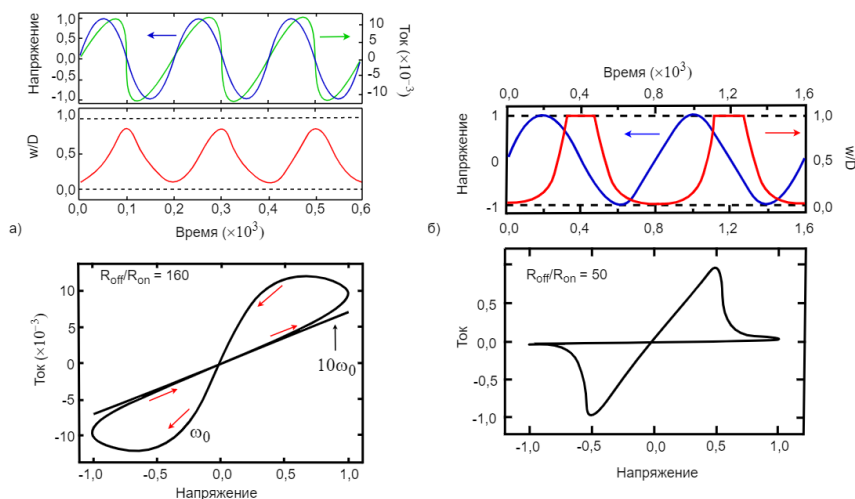 Напряжение
1,0
0,5
0.0
-0.5
-1,0
10
5
0
-5
-10
Ток (×10⁻³)
w/D
1,0
0,5
0,0
0,0 0,1 0,2 0,3 0,4 0,5 0,6
Время (×10³)
а)
Roff/Ron = 160
Ток (×10⁻³)
10
5
0
-5
-10
10ω0
ω0
-1,0 -0,5 0,0 0,5 1,0
Напряжение
Время (×10³)
0,0 0,4 0,8 1,2 1,6
Напряжение
1
0
-1
1,0
0,5
0,0
w/D
0,0 0,4 0,8 1,2 1,6
б)
Roff/Ron = 50
Ток
0,5
0,0
-0,5
-1,0
-1,0 -0,5 0,0 0,5 1,0
Напряжение